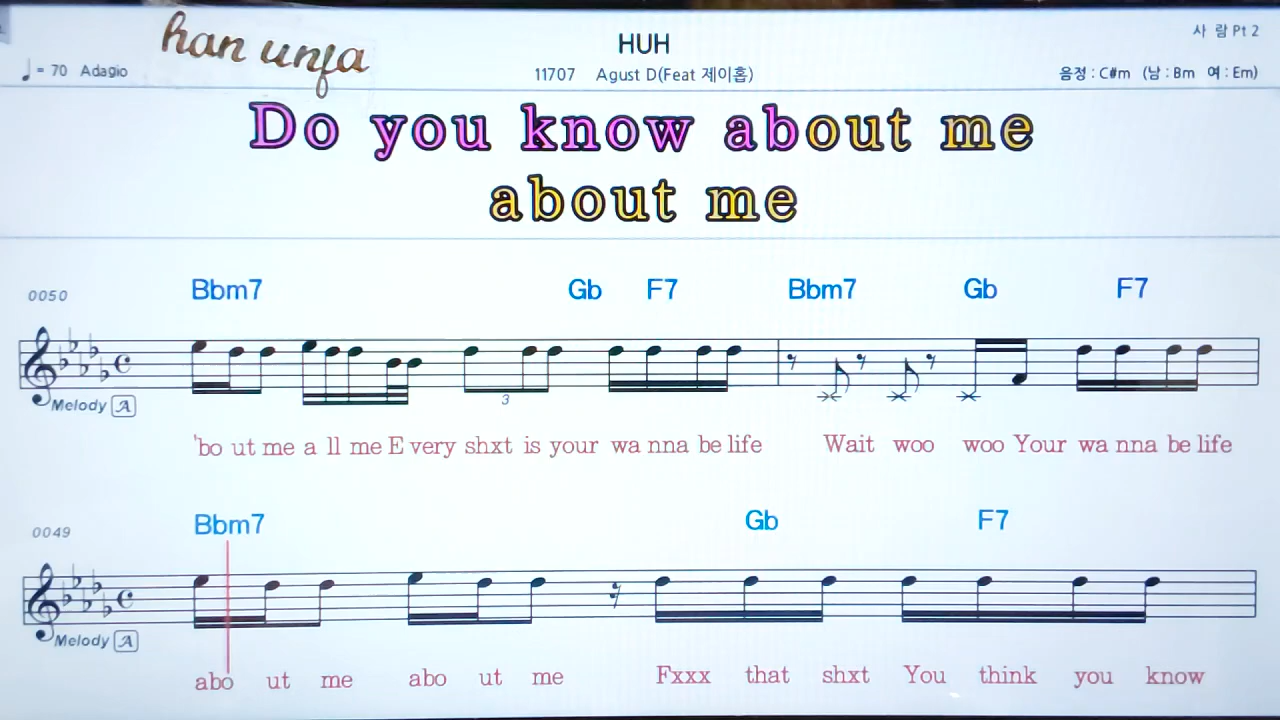 han unfa
HUH
사 람 Pt 2
♩ = 70 Adagio
11707 Agust D(Feat 제이홉)
음정 : C#m (남 : Bm 여 : Em)
Do you know about me
about me
0050 Bbm7 Gb F7 Bbm7 Gb F7
3
Melody A
'bo ut me a ll me E very shxt is your wa nna be life Wait woo woo Your wa nna be life
0049 Bbm7 Gb F7
Melody A
abo ut me abo ut me Fxxx that shxt You think you know